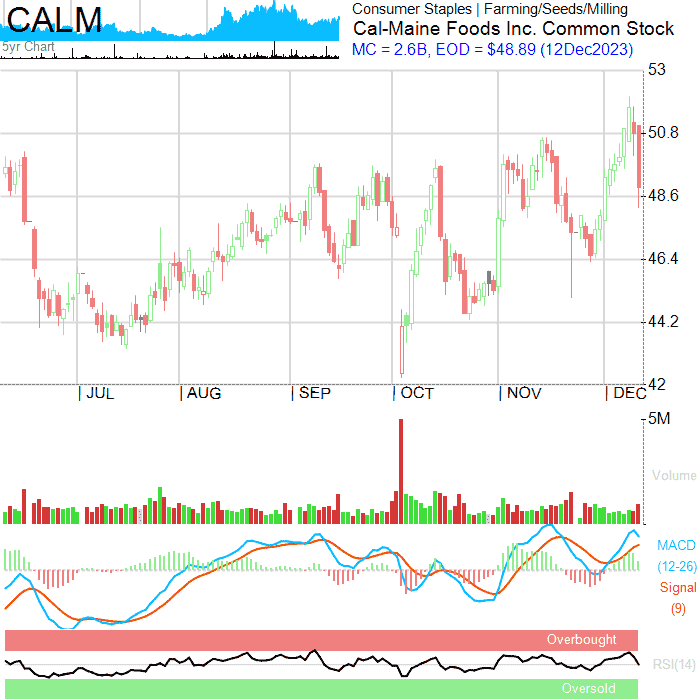 CALM
5yr Chart
Consumer Staples | Farming/Seeds/Milling
Cal-Maine Foods Inc. Common Stock
MC = 2.6B, EOD = $48.89 (12Dec2023)
53
50.8
48.6
46.4
44.2
42
JUL
AUG
SEP
OCT
NOV
DEC
5M
Volume
MACD
(12-26)
Signal
(9)
Overbought
RSI(14)
Oversold